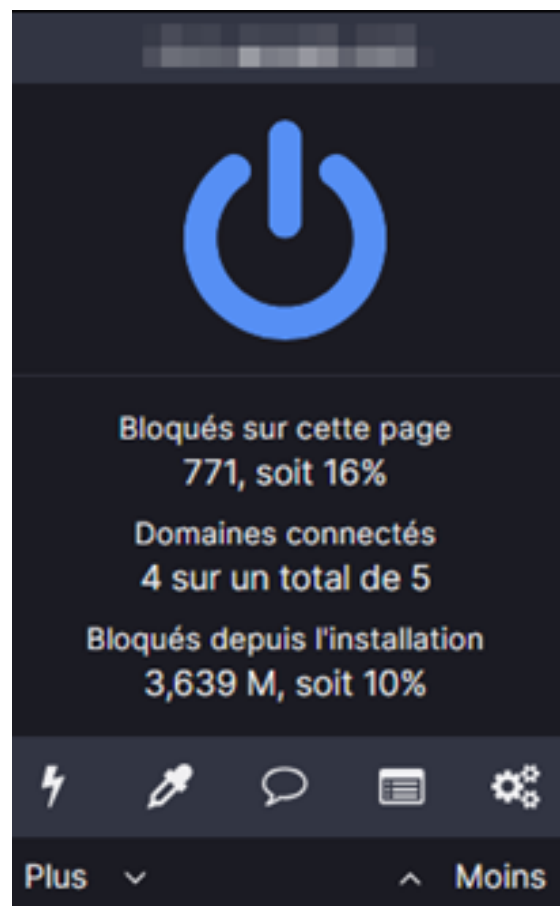 Bloqués sur cette page
771, soit 16%
Domaines connectés
4 sur un total de 5
Bloqués depuis l'installation
3,639 M, soit 10%
Plus
Moins